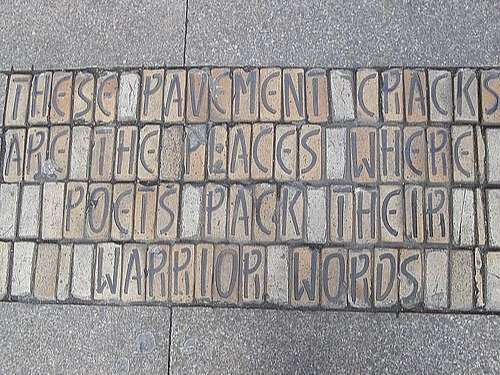 THESE PAVEMENT CRACKS
ARE THE PLACES WHERE
POETS PACK THEIR
WARRIOR WORDS